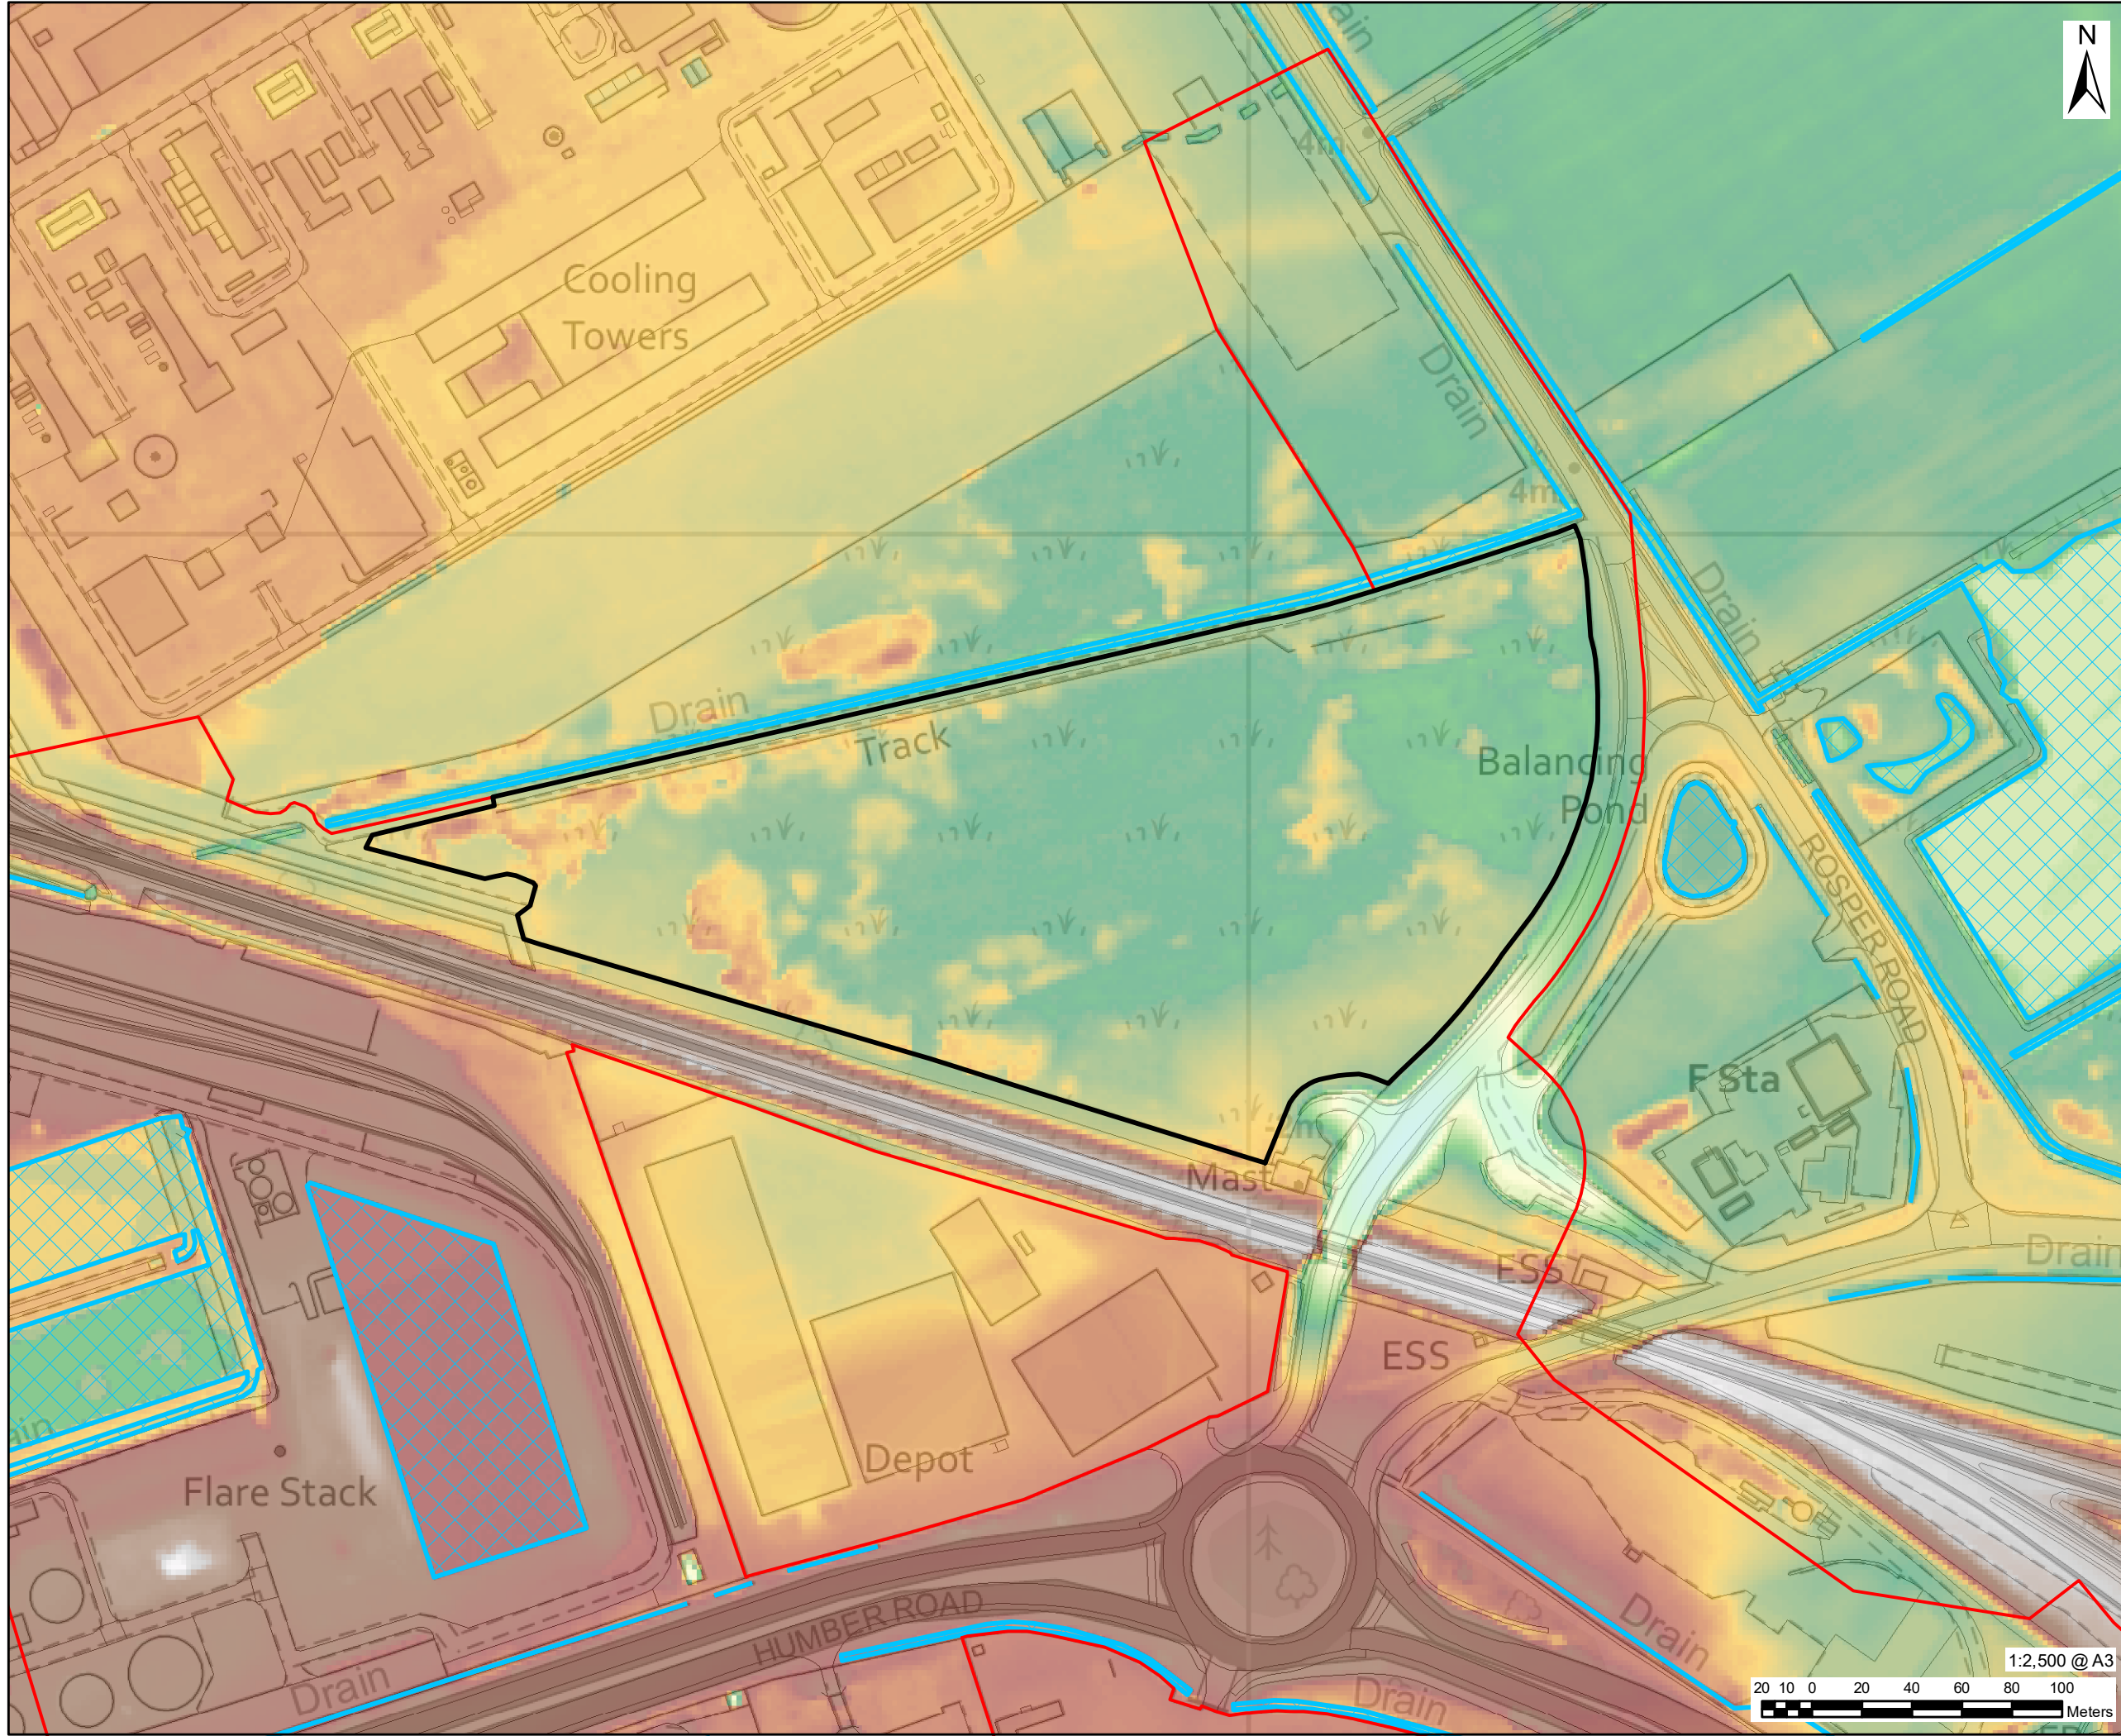 N
ain
Drain
4m
Cooling
Towers
Drain
4m
Drain
Drain
Track
Balancing
Pond
ROSPER ROAD
F Sta
Mast
ESS
Drain
ESS
Depot
ain
Flare Stack
HUMBER ROAD
Drain
Drain
Drain
1:2,500 @ A3
20 10 0 20 40 60 80 100
Meters